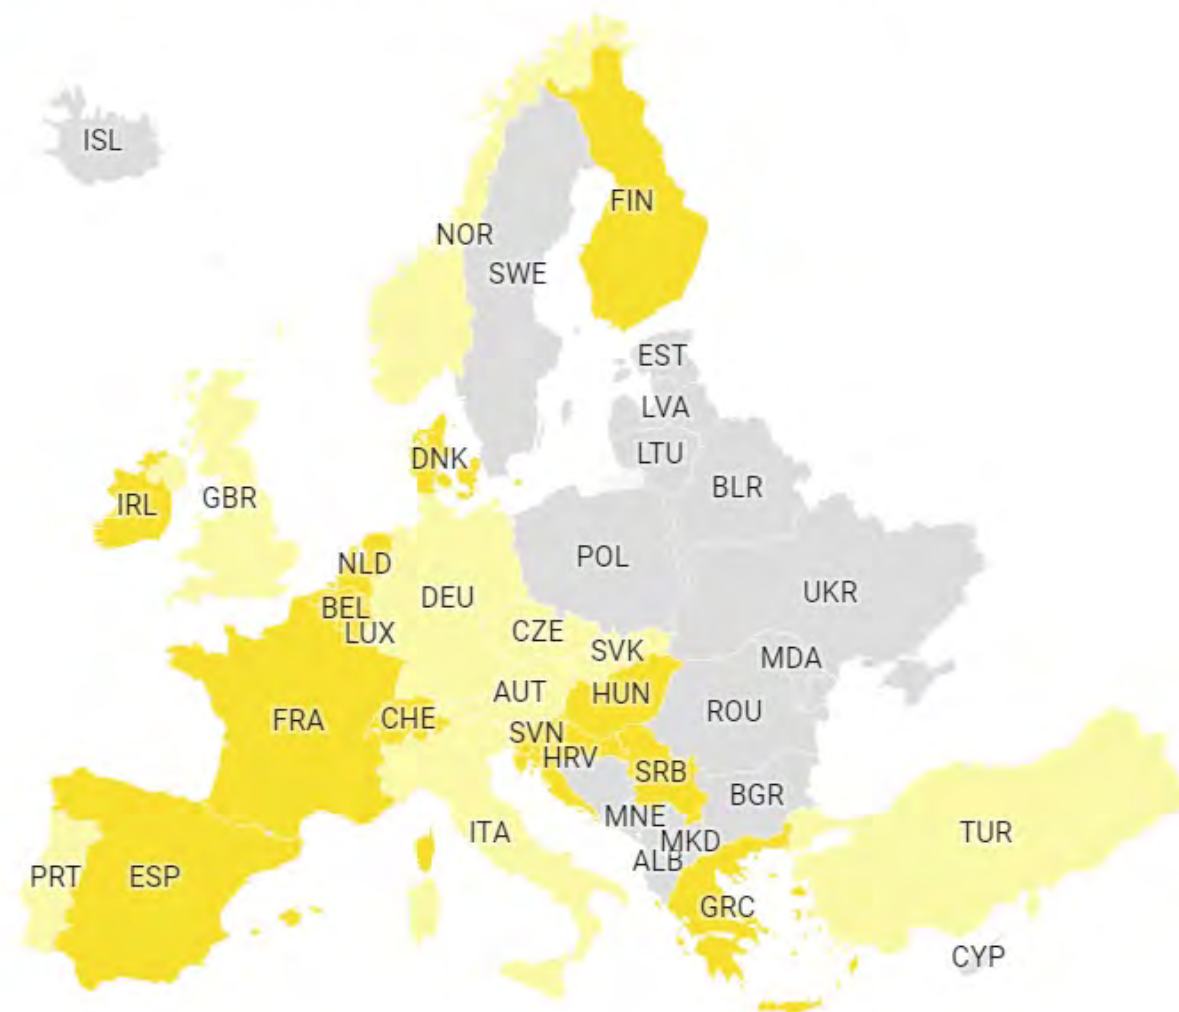 ISL
FIN
NOR
SWE
EST
LVA
LTU
DNK
BLR
IRL
GBR
POL
NLD
DEU
UKR
BEL
LUX
CZE
SVK
MDA
AUT
HUN
ROU
CHE
FRA
SVN
HRV
SRB
BGR
MNE
ITA
MKD
TUR
ALB
PRT
ESP
GRC
CYP